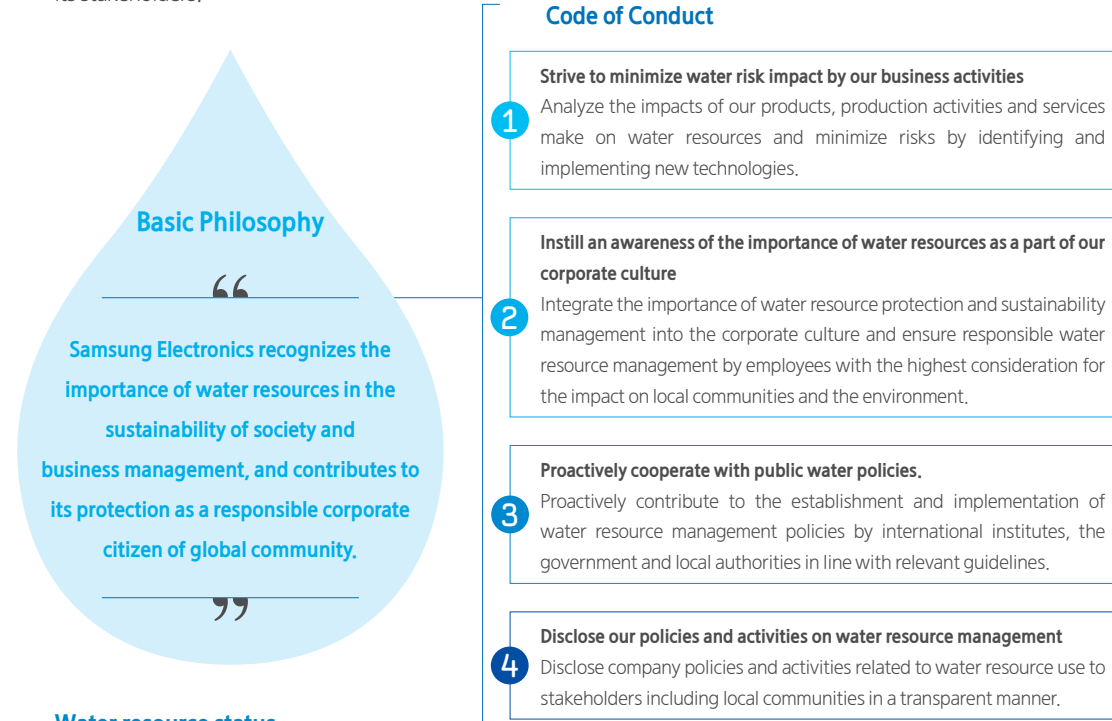 its stakeholders.
Basic Philosophy
“
Samsung Electronics recognizes the
importance of water resources in the
sustainability of society and
business management, and contributes to
its protection as a responsible corporate
citizen of global community.
”
Water resource status
Code of Conduct
1
Strive to minimize water risk impact by our business activities
Analyze the impacts of our products, production activities and services
make on water resources and minimize risks by identifying and
implementing new technologies.
2
Instill an awareness of the importance of water resources as a part of our
corporate culture
Integrate the importance of water resource protection and sustainability
management into the corporate culture and ensure responsible water
resource management by employees with the highest consideration for
the impact on local communities and the environment.
3
Proactively cooperate with public water policies.
Proactively contribute to the establishment and implementation of
water resource management policies by international institutes, the
government and local authorities in line with relevant guidelines.
4
Disclose our policies and activities on water resource management
Disclose company policies and activities related to water resource use to
stakeholders including local communities in a transparent manner.